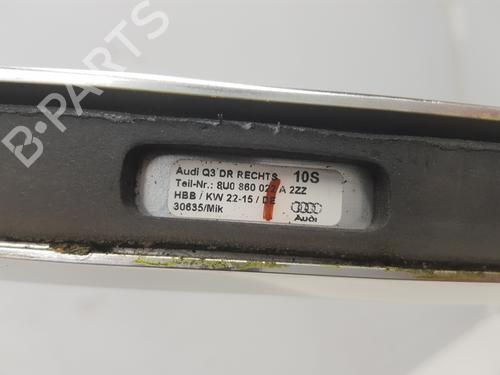 B-PARTS
Audi Q3 DR RECHTS 10S
Teil-Nr.: 8U0 860 022 A 2ZZ
HBB / KW 22-15 / DE
30635/Mik
Audi